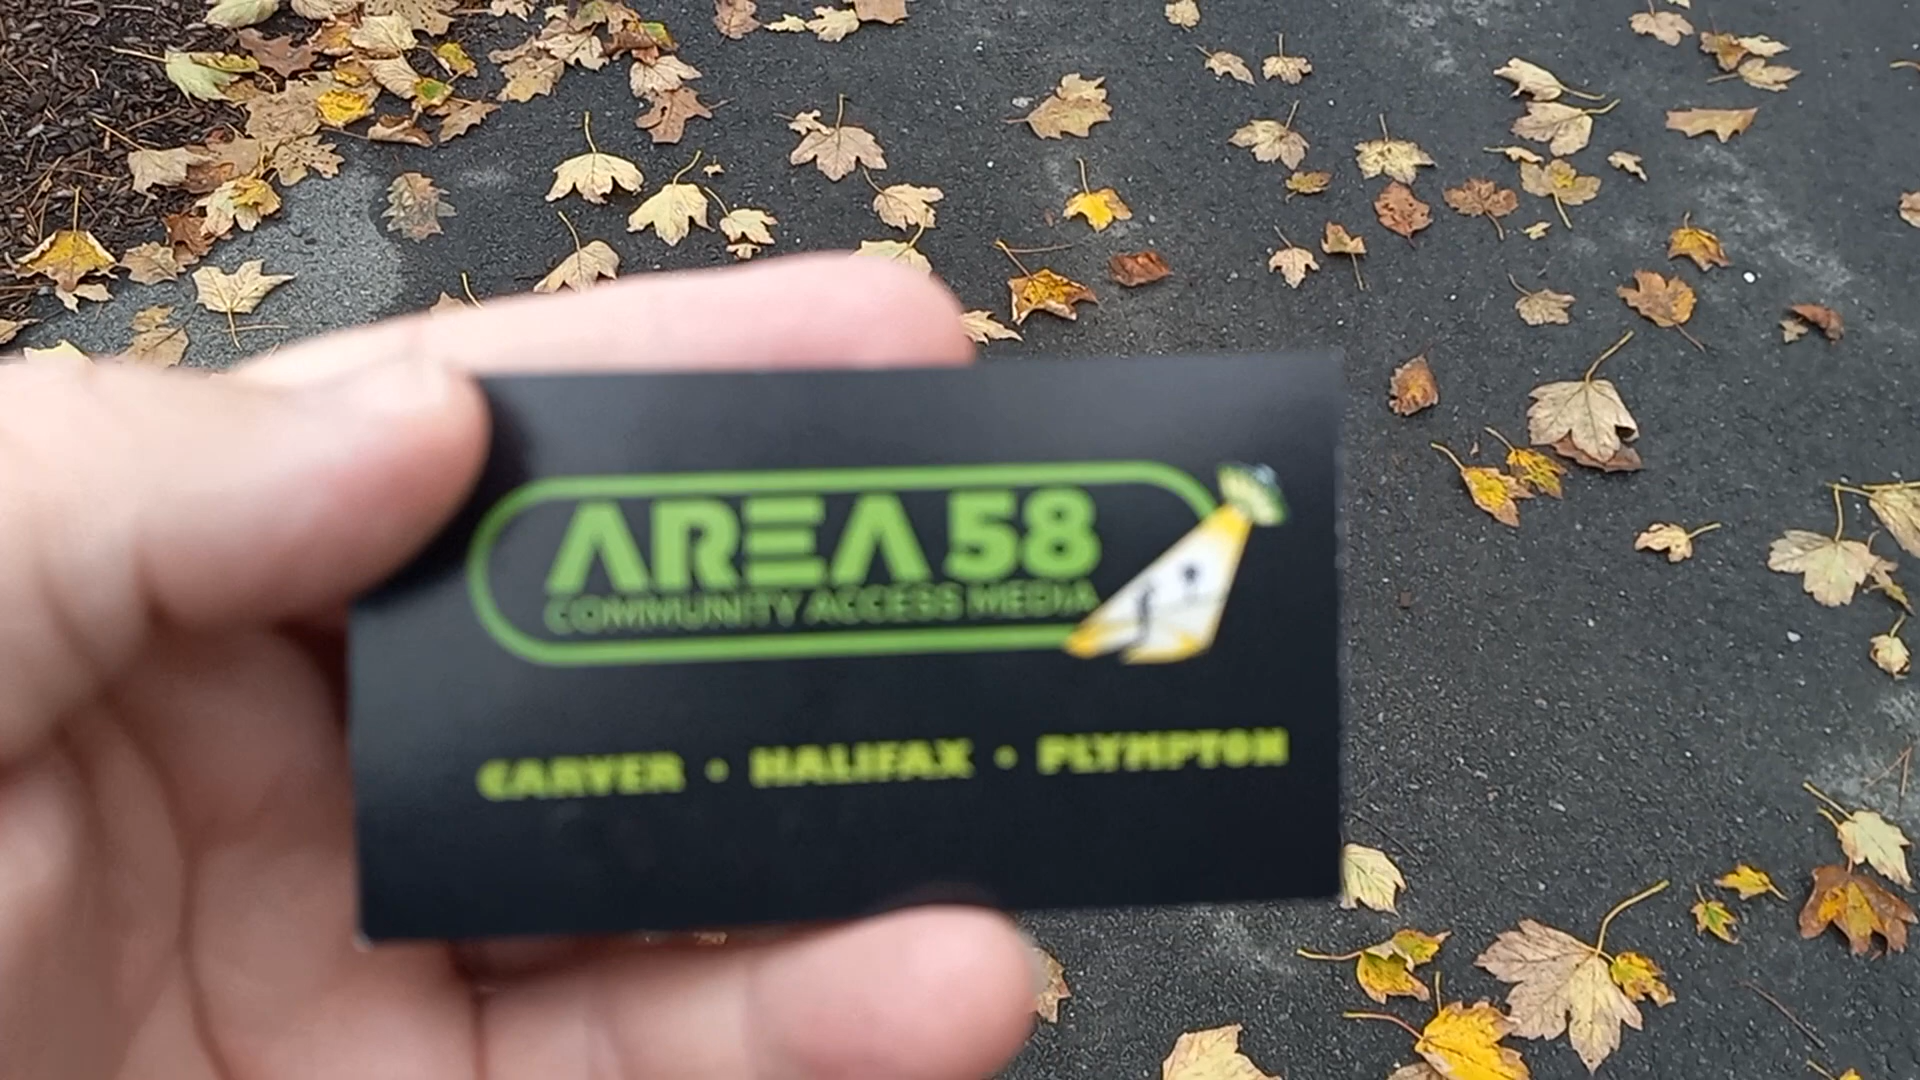 AREA 58
COMMUNITY ACCESS MEDIA
CARVER • HALIFAX • PLYMPTON